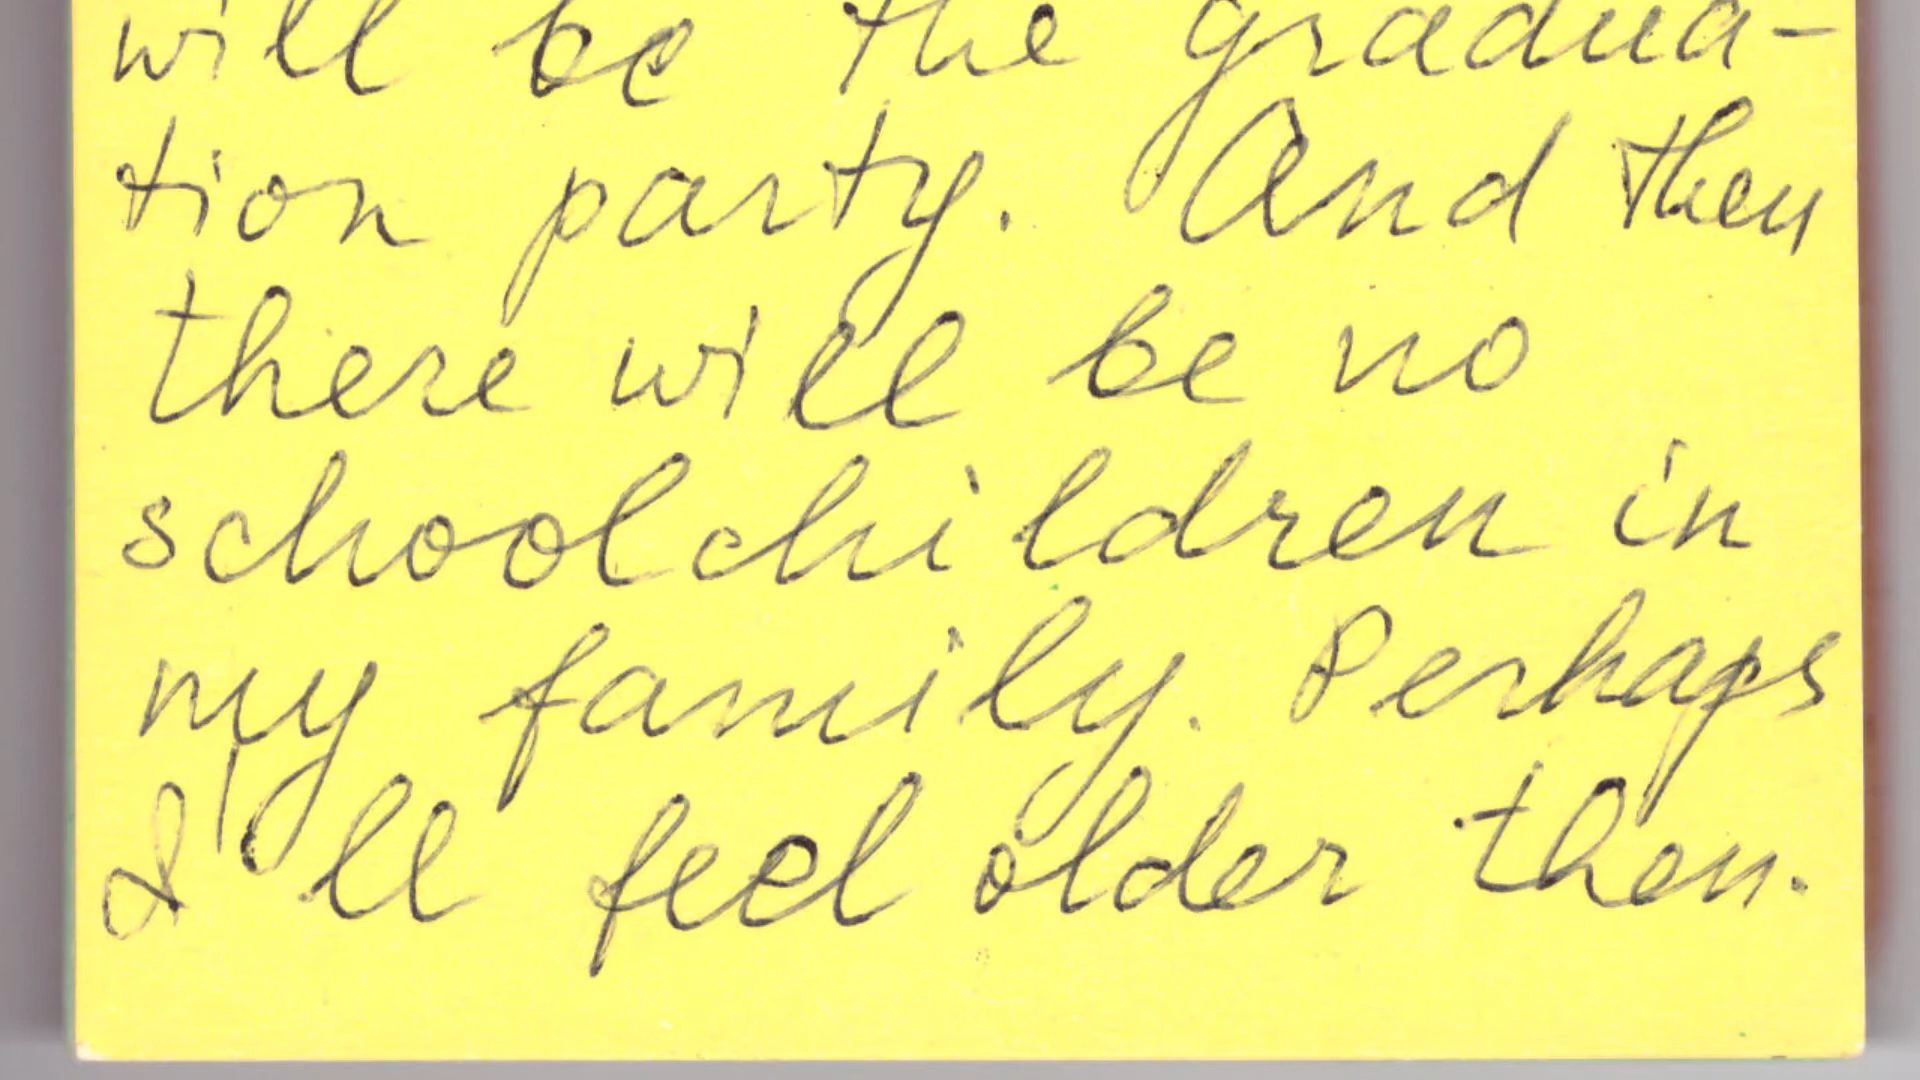 will be the gradua-
tion party. And then
there will be no
schoolchildren in
my family. Perhaps
I'll feel older then.